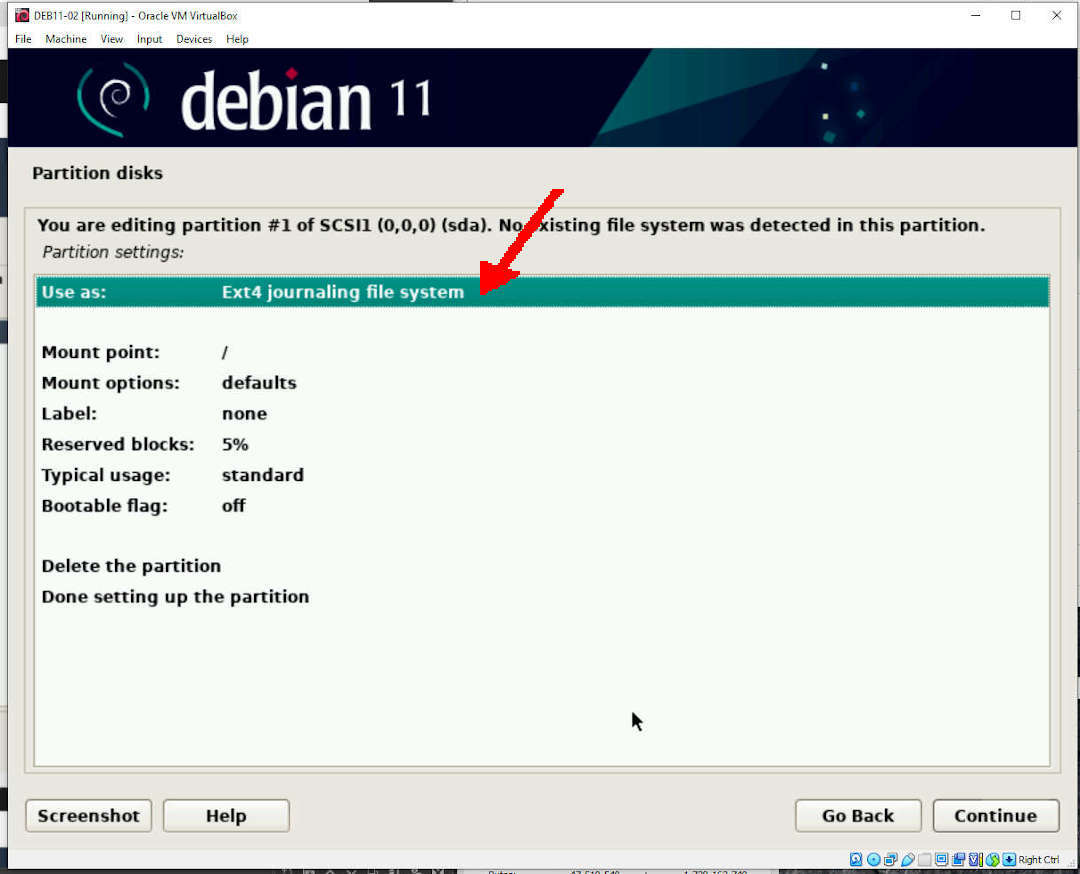 DEB11-02 [Running] - Oracle VM VirtualBox
File Machine View Input Devices Help
debian 11
Partition disks
You are editing partition #1 of SCSI1 (0,0,0) (sda). No existing file system was detected in this partition.
Partition settings:
Use as: Ext4 journaling file system
Mount point: /
Mount options: defaults
Label: none
Reserved blocks: 5%
Typical usage: standard
Bootable flag: off
Delete the partition
Done setting up the partition
Screenshot Help Go Back Continue
Right Ctrl